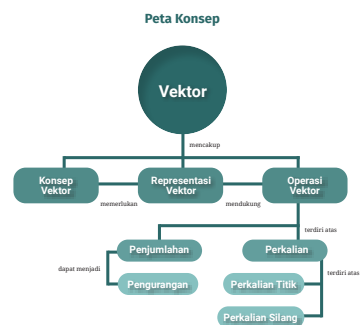 Peta Konsep
Vektor
mencakup
Konsep
Vektor
Representasi
Vektor
Operasi
Vektor
memerlukan
mendukung
terdiri atas
Penjumlahan
Perkalian
dapat menjadi
terdiri atas
Pengurangan
Perkalian Titik
Perkalian Silang